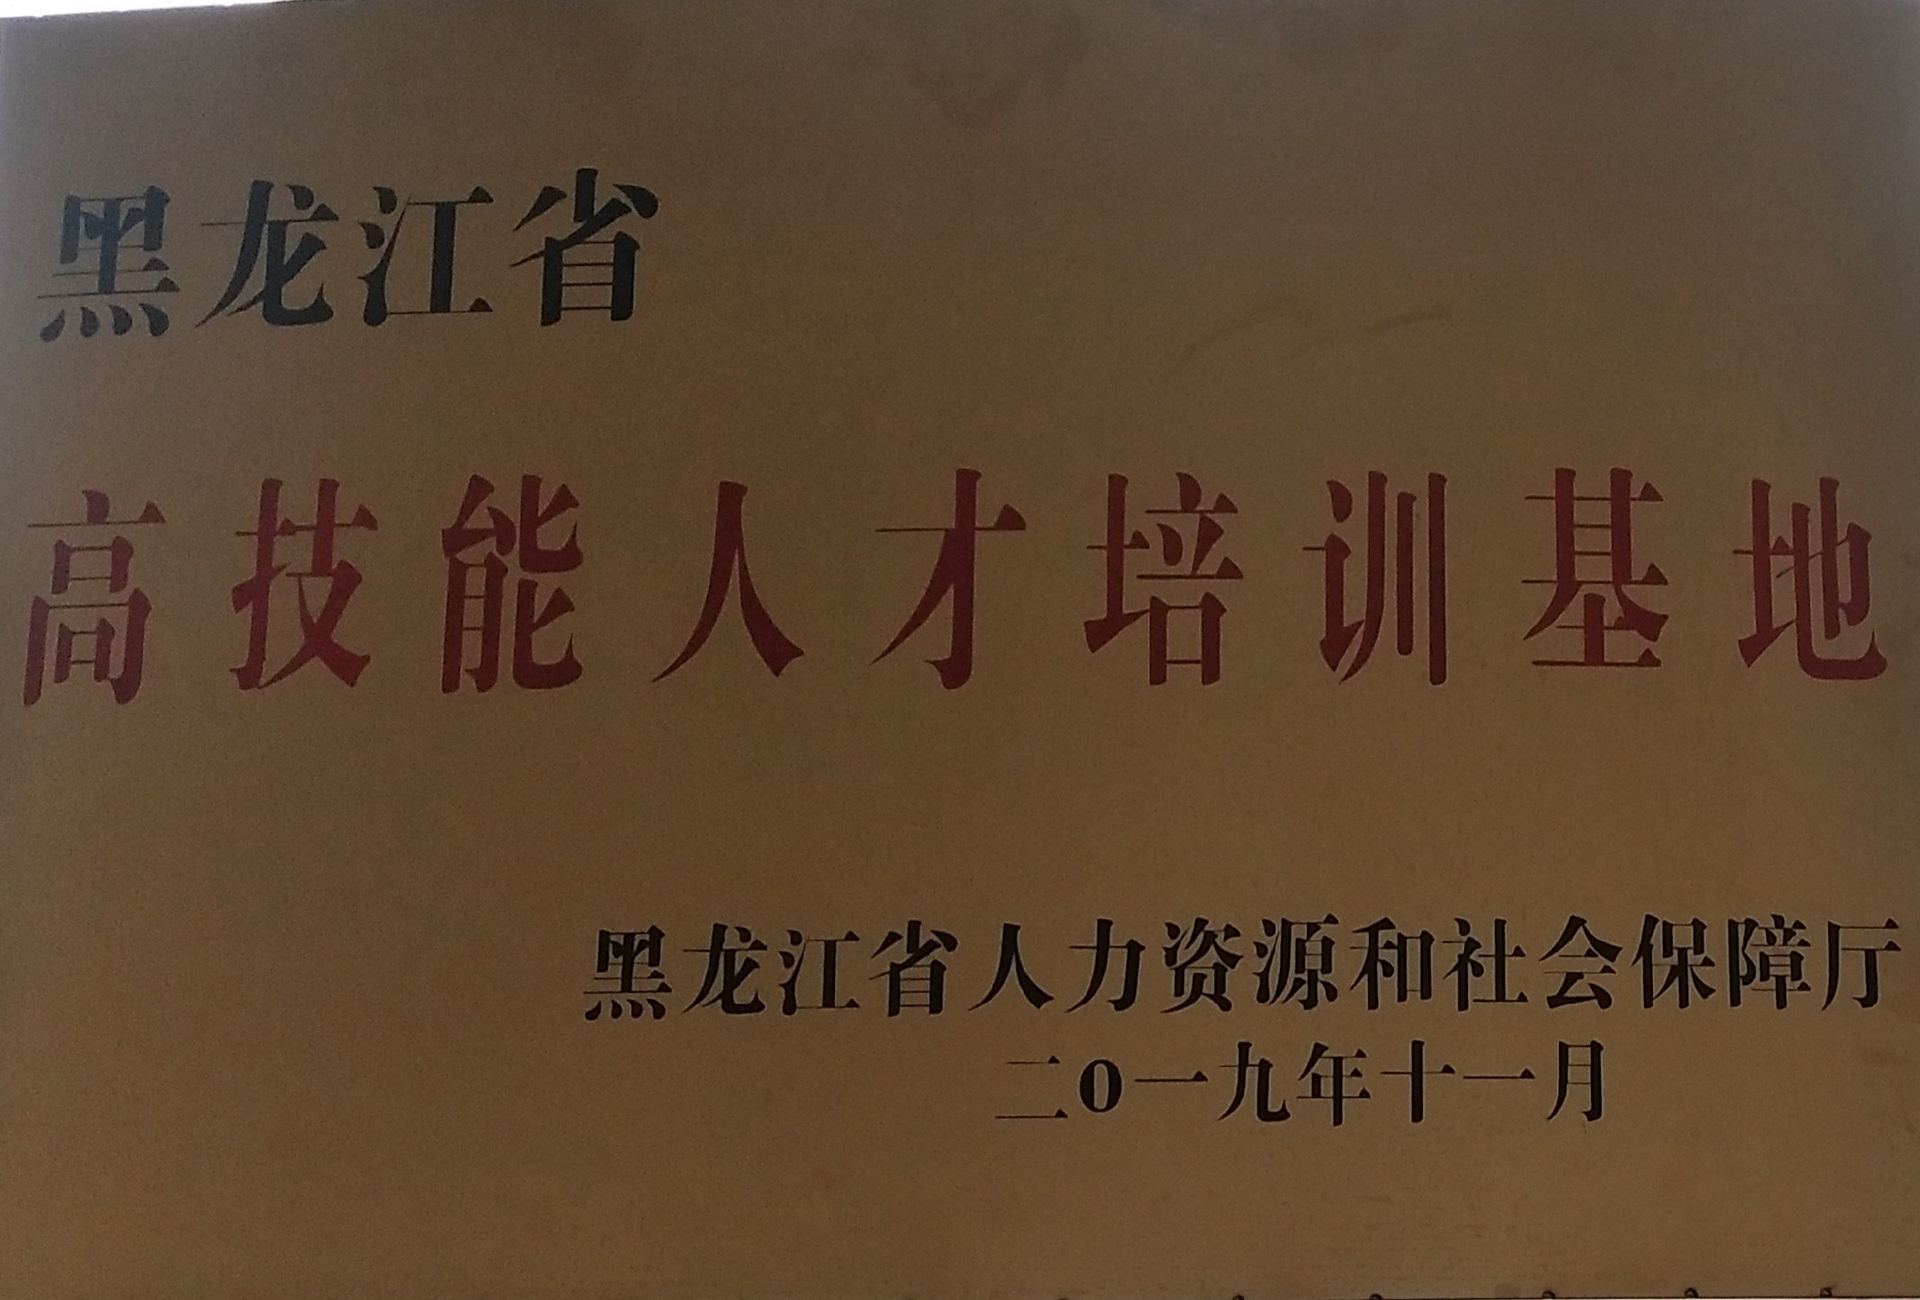 黑龙江省
高技能人才培训基地
黑龙江省人力资源和社会保障厅
二0一九年十一月